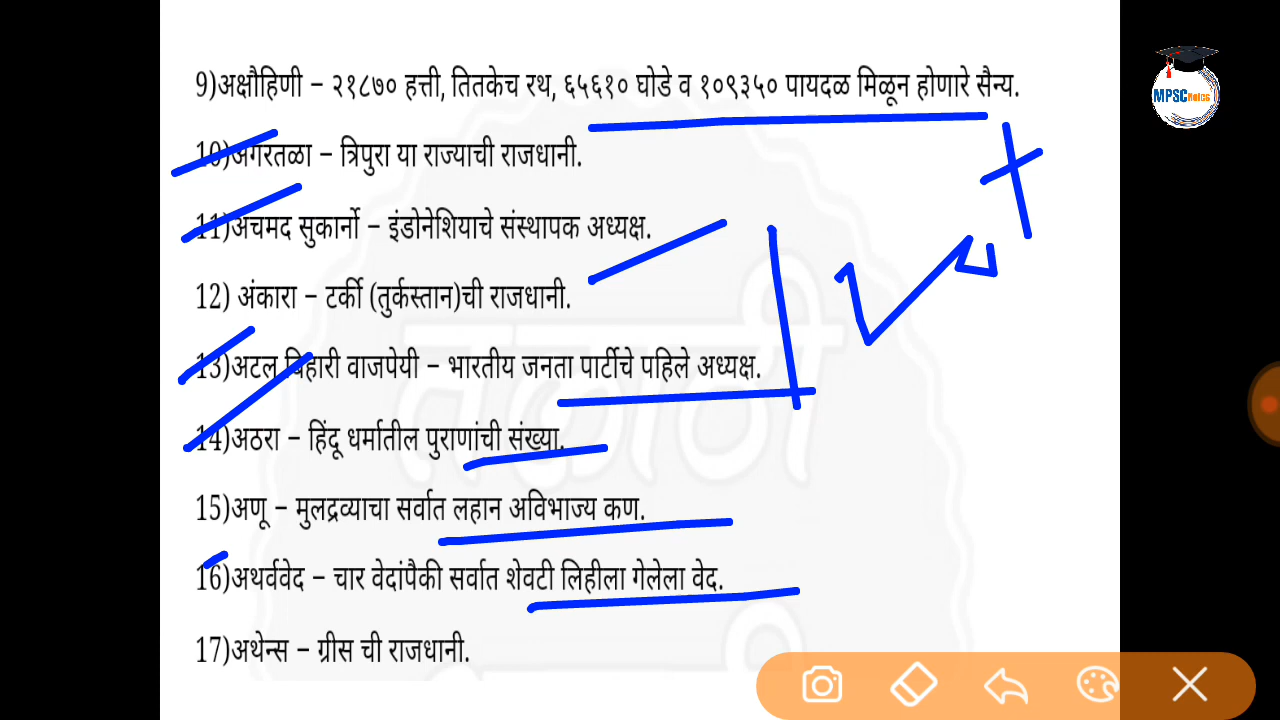 9)अक्षौहिणी – २१८७० हत्ती, तितकेच रथ, ६५६१० घोडे व १०९३५० पायदळ मिळून होणारे सैन्य.
10)अगरतळा – त्रिपुरा या राज्याची राजधानी.
11)अचमद सुकार्नो – इंडोनेशियाचे संस्थापक अध्यक्ष.
12) अंकारा – टर्की (तुर्कस्तान)ची राजधानी.
13)अटल बिहारी वाजपेयी – भारतीय जनता पार्टीचे पहिले अध्यक्ष.
14)अठरा – हिंदू धर्मातील पुराणांची संख्या.
15)अणू – मुलद्रव्याचा सर्वात लहान अविभाज्य कण.
16)अथर्ववेद – चार वेदांपैकी सर्वात शेवटी लिहीला गेलेला वेद.
17)अथेन्स – ग्रीस ची राजधानी.
तलाठी
MPSC